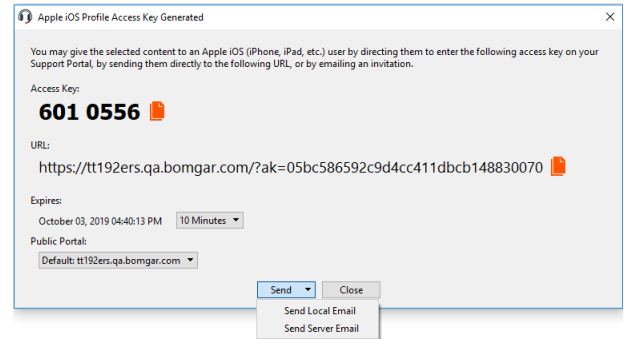 Apple iOS Profile Access Key Generated
You may give the selected content to an Apple iOS (iPhone, iPad, etc.) user by directing them to enter the following access key on your
Support Portal, by sending them directly to the following URL, or by emailing an invitation.
Access Key:
601 0556
URL:
https://tt192ers.qa.bomgar.com/?ak=05bc586592c9d4cc411dbcb148830070
Expires:
October 03, 2019 04:40:13 PM 10 Minutes
Public Portal:
Default: tt192ers.qa.bomgar.com
Send Close
Send Local Email
Send Server Email